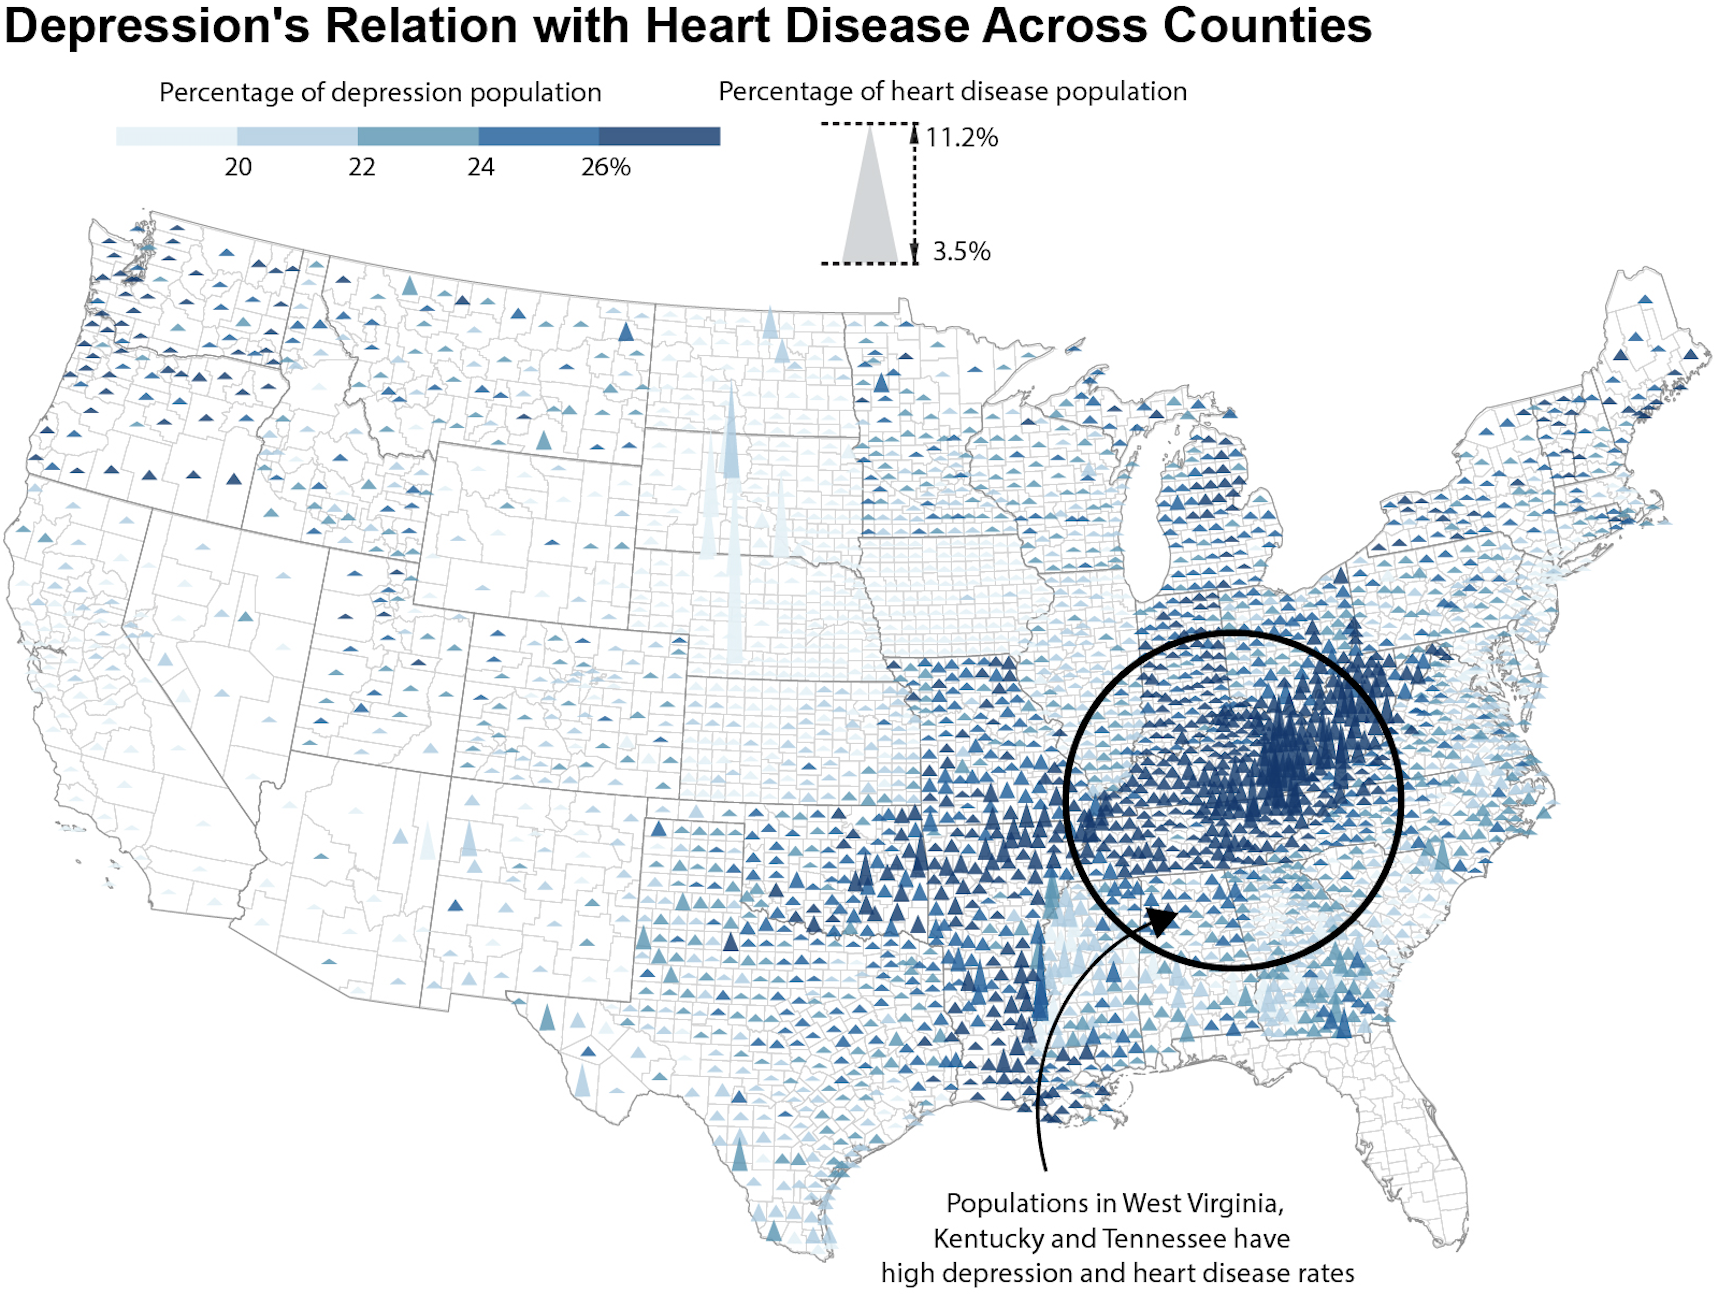 Depression's Relation with Heart Disease Across Counties
Percentage of depression population
20 22 24 26%
Percentage of heart disease population
11.2%
3.5%
Populations in West Virginia,
Kentucky and Tennessee have
high depression and heart disease rates